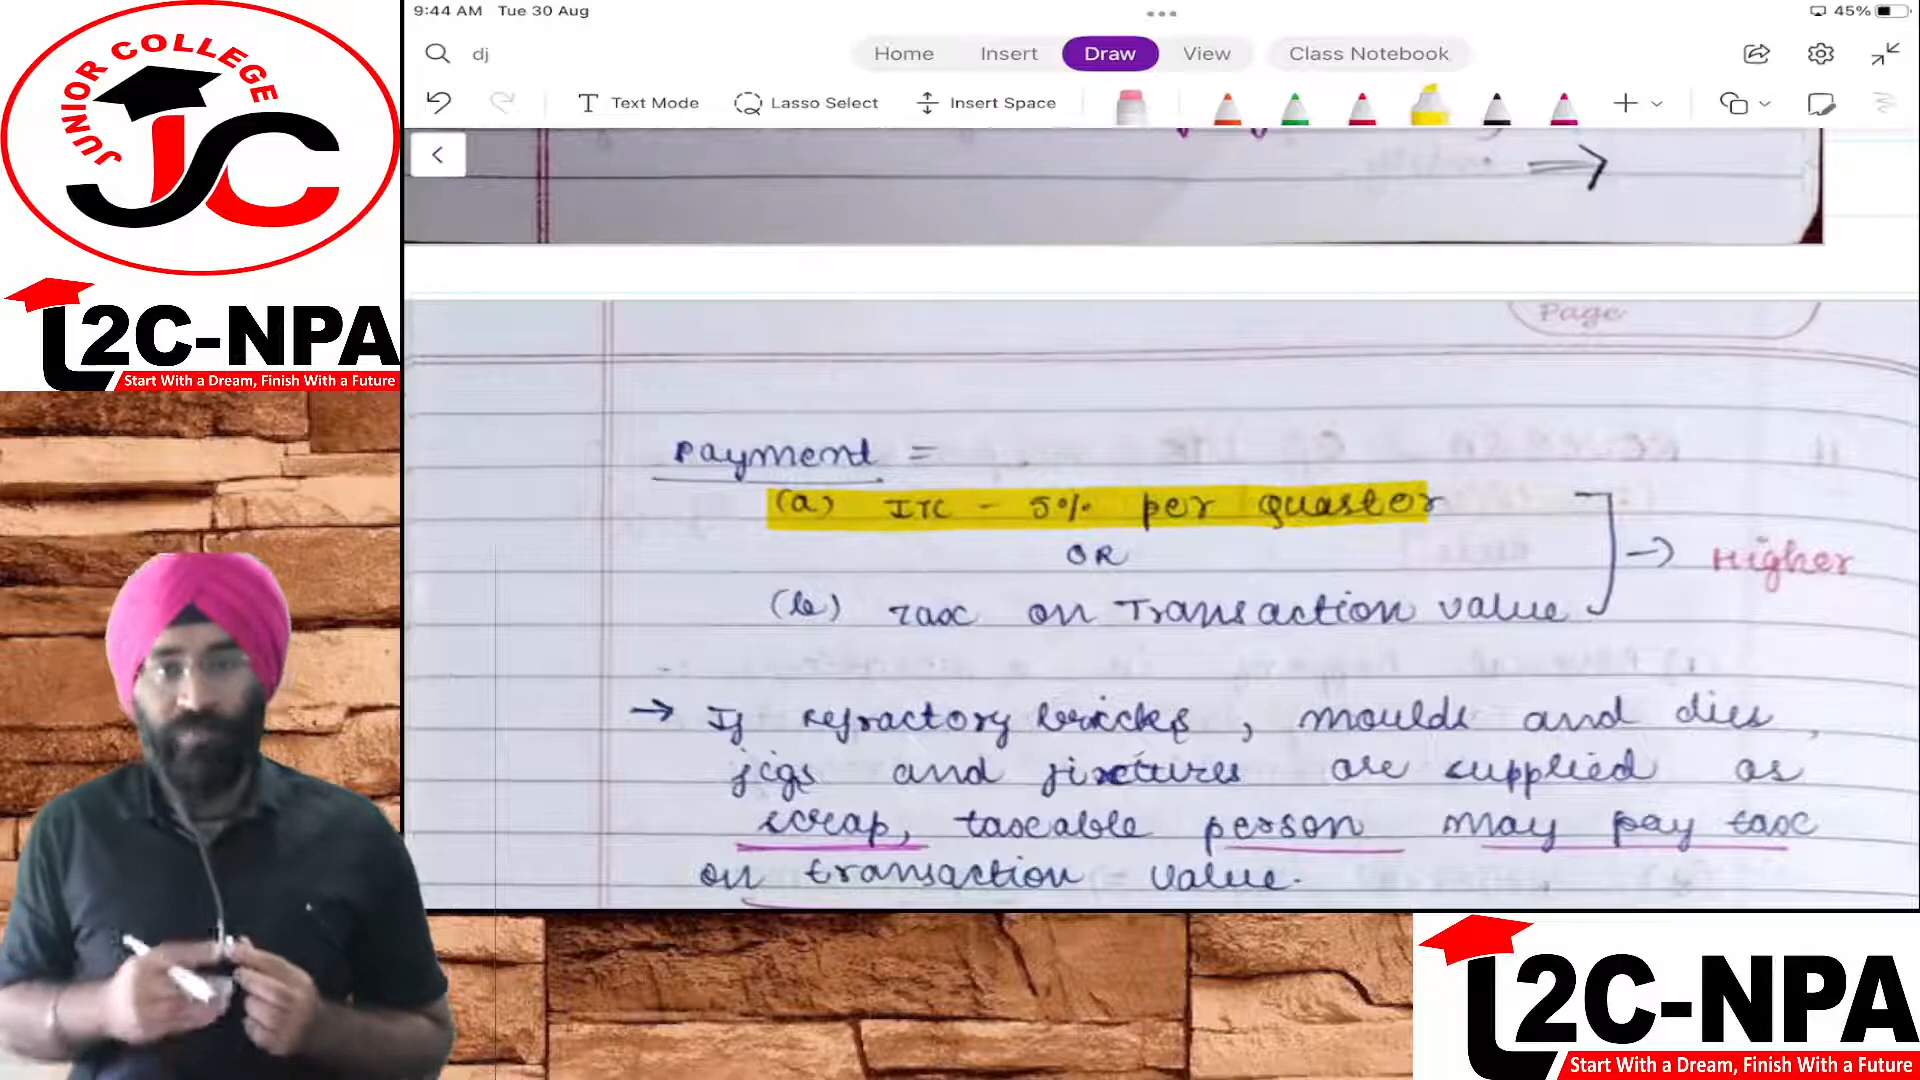 9:44 AM Tue 30 Aug
45%
dj
Home Insert Draw View Class Notebook
Text Mode Lasso Select Insert Space
JUNIOR COLLEGE
JC
L2C-NPA
Start With a Dream, Finish With a Future
Page
Payment =
(a) ITC - 5% per quarter
OR
(b) Tax on Transaction value
→ Higher
→ If refractory bricks, moulds and dies,
jigs and fixtures are supplied as
scrap, taxable person may pay tax
on transaction value.
L2C-NPA
Start With a Dream, Finish With a Future